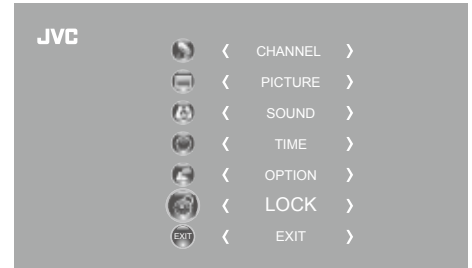 JVC
CHANNEL
PICTURE
SOUND
TIME
OPTION
LOCK
EXIT EXIT